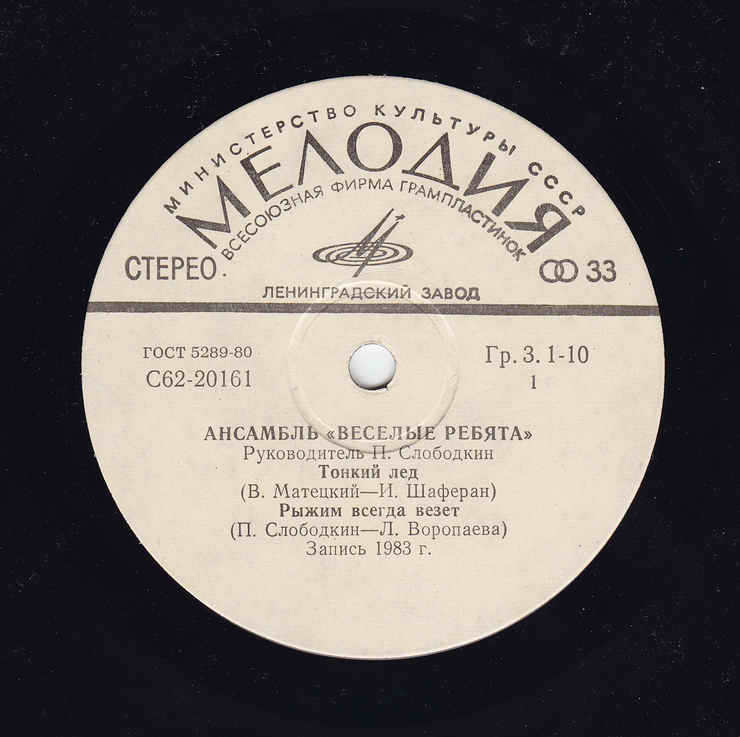 МИНИСТЕРСТВО КУЛЬТУРЫ СССР
МЕЛОДИЯ
ВСЕСОЮЗНАЯ ФИРМА ГРАМПЛАСТИНОК
СТЕРЕО
33
ЛЕНИНГРАДСКИЙ ЗАВОД
ГОСТ 5289-80
Гр. 3. 1-10
С62-20161
1
АНСАМБЛЬ «ВЕСЕЛЫЕ РЕБЯТА»
Руководитель П. Слободкин
Тонкий лед
(В. Матецкий—И. Шаферан)
Рыжим всегда везет
(П. Слободкин—Л. Воропаева)
Запись 1983 г.